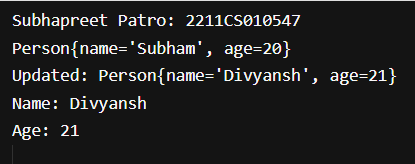 Subhapreet Patro: 2211CS010547
Person{name='Subham', age=20}
Updated: Person{name='Divyansh', age=21}
Name: Divyansh
Age: 21